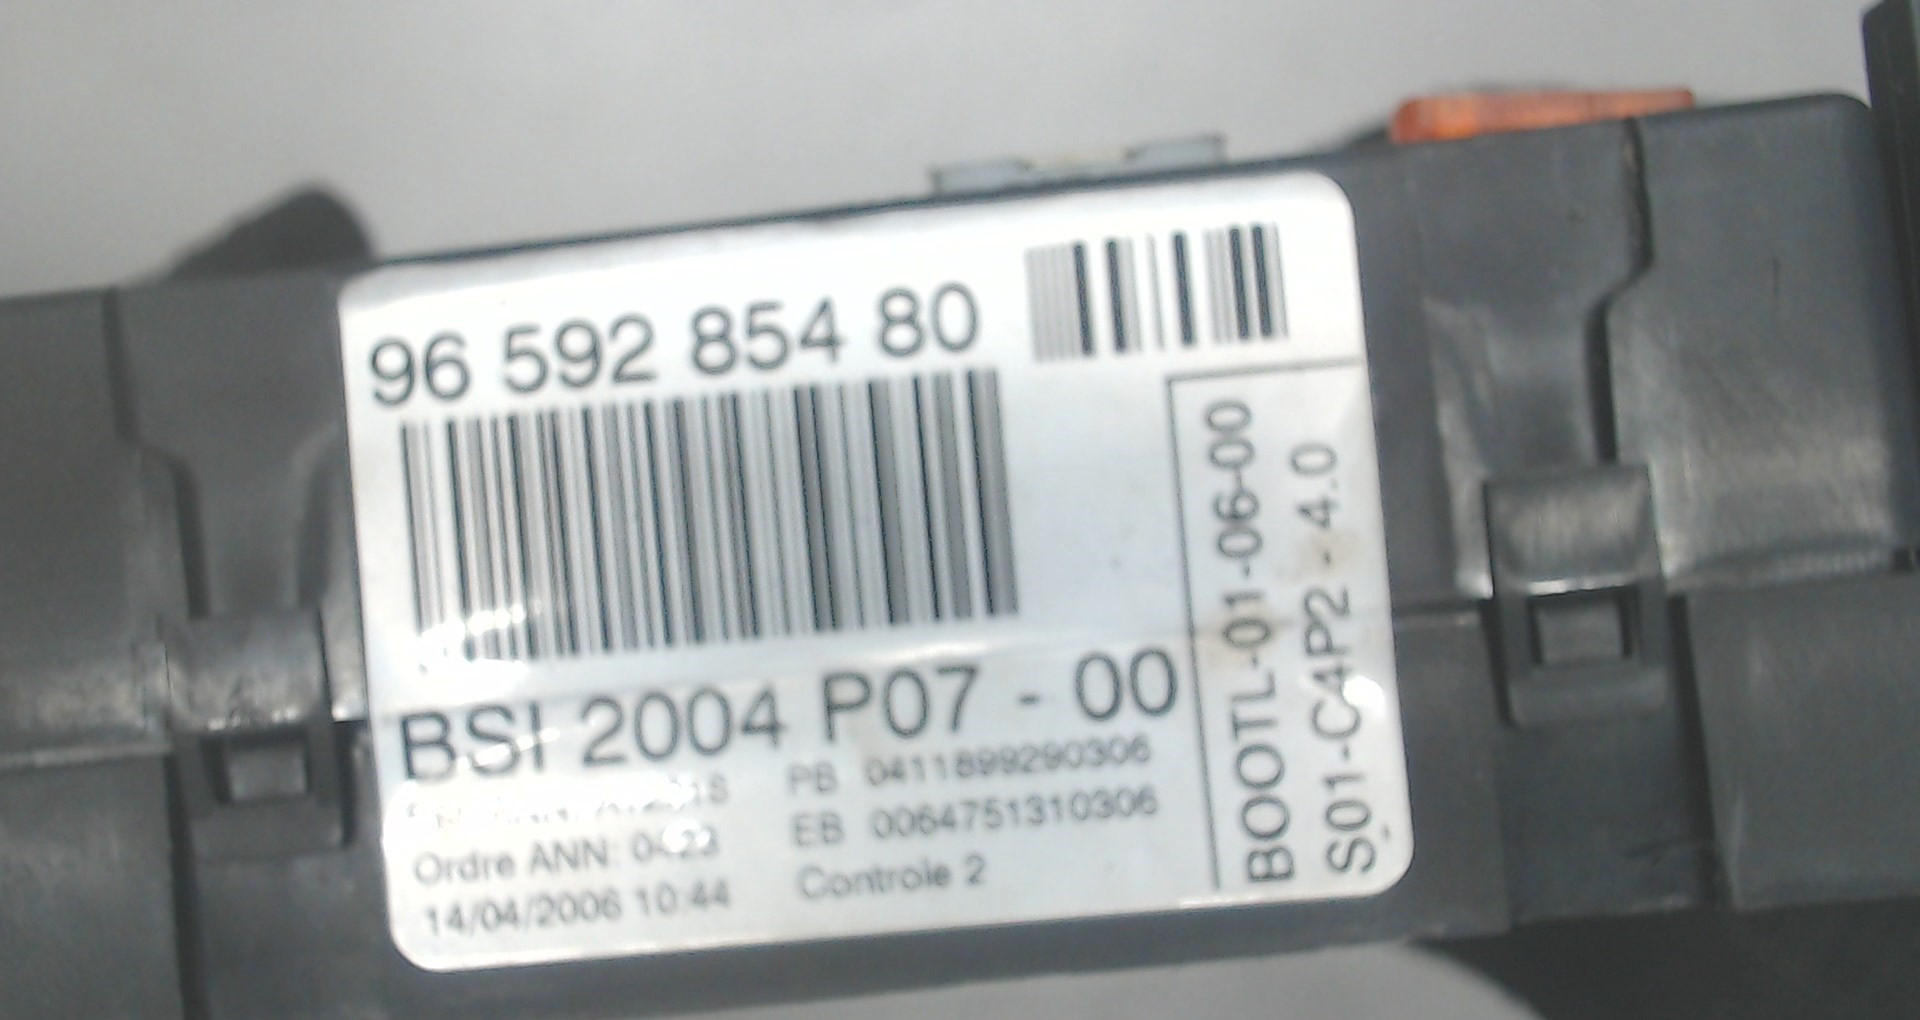 96 592 854 80
BSI 2004 P07 - 00
PB 0411899290306
EB 0064751310306
Ordre ANN:
Controle 2
14/04/2006 10:44
BOOTL-01-06-00
S01-C4P2 - 4.0